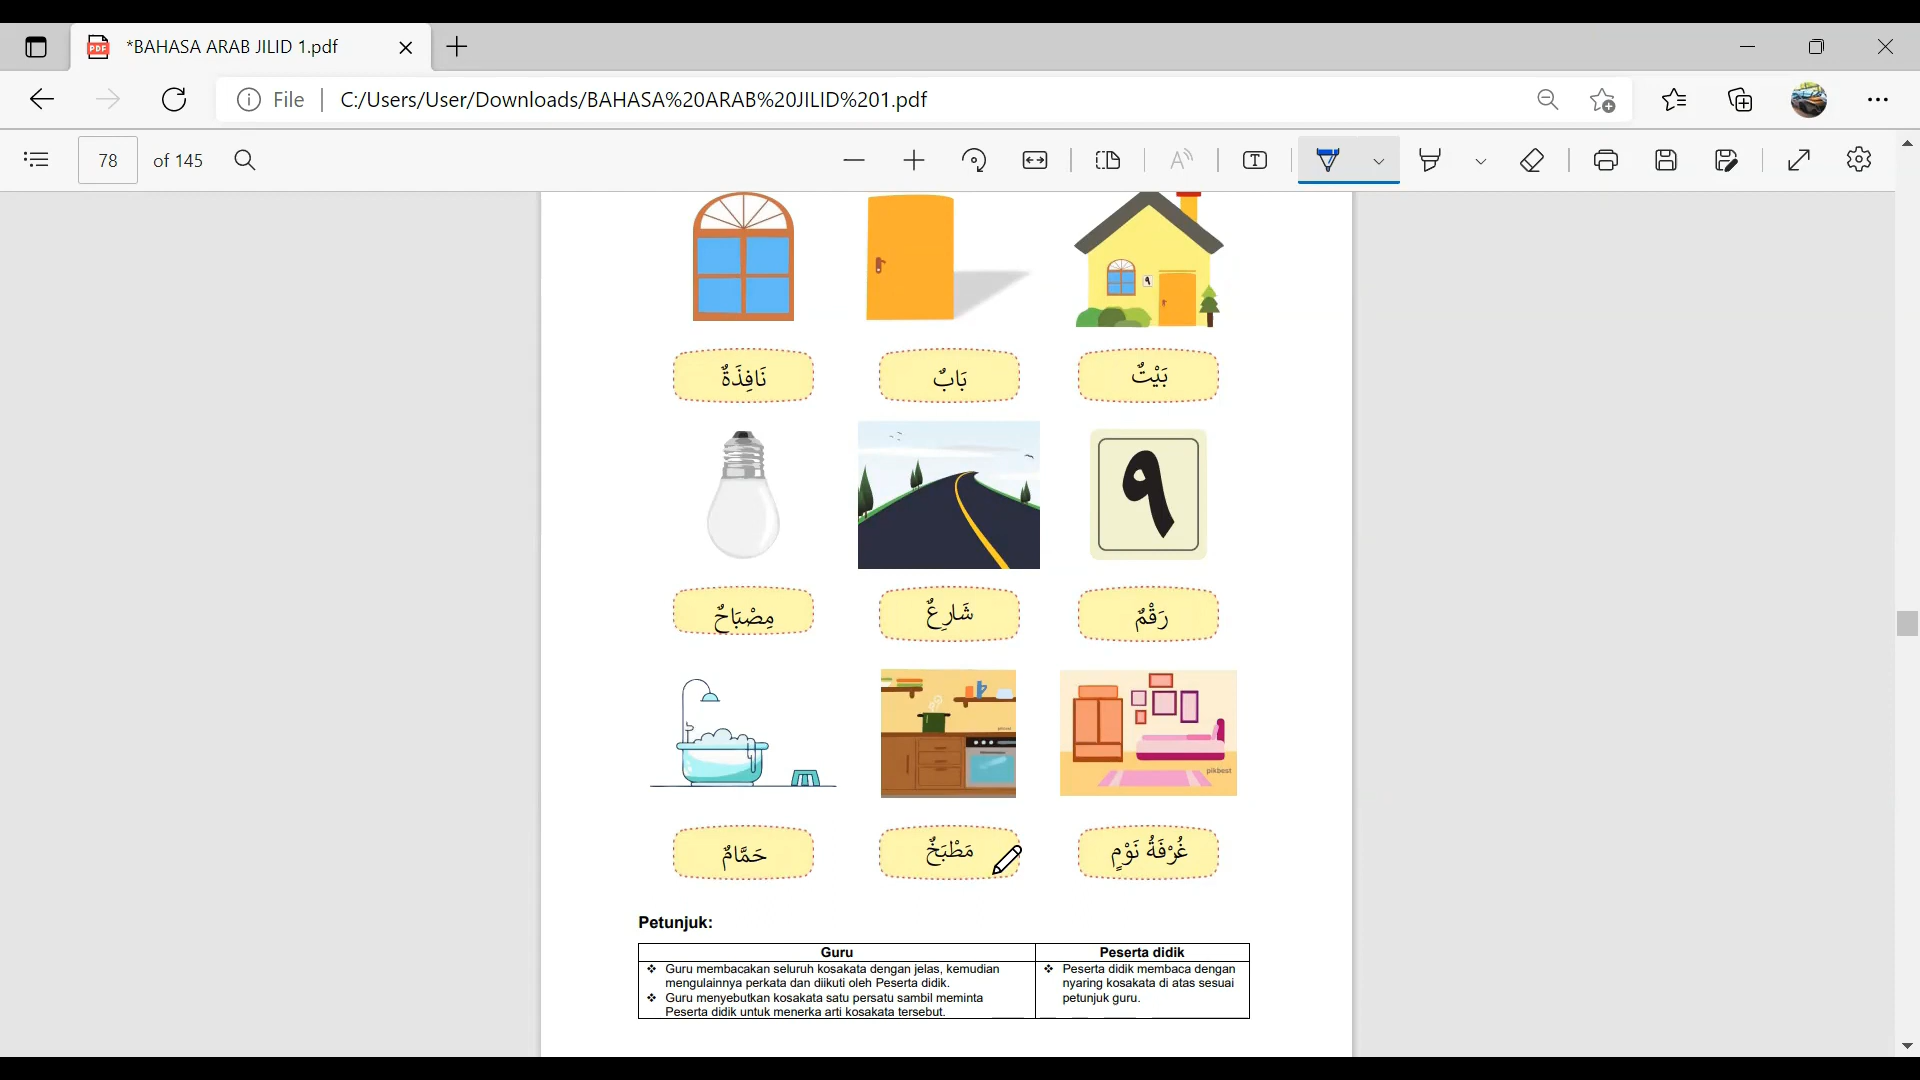 *BAHASA ARAB JILID 1.pdf
File
C:/Users/User/Downloads/BAHASA%20ARAB%20JILID%201.pdf
78 of 145
بَيْتٌ
بَابٌ
نَافِذَةٌ
٩
رَقْمٌ
شَارِعٌ
مِصْبَاحٌ
pikbest
غُرْفَةُ نَوْمٍ
مَطْبَخٌ
حَمَّامٌ
Petunjuk:
Guru
Peserta didik
❖ Guru membacakan seluruh kosakata dengan jelas, kemudian
mengulainnya perkata dan diikuti oleh Peserta didik.
❖ Guru menyebutkan kosakata satu persatu sambil meminta
Peserta didik untuk menerka arti kosakata tersebut.
❖ Peserta didik membaca dengan
nyaring kosakata di atas sesuai
petunjuk guru.